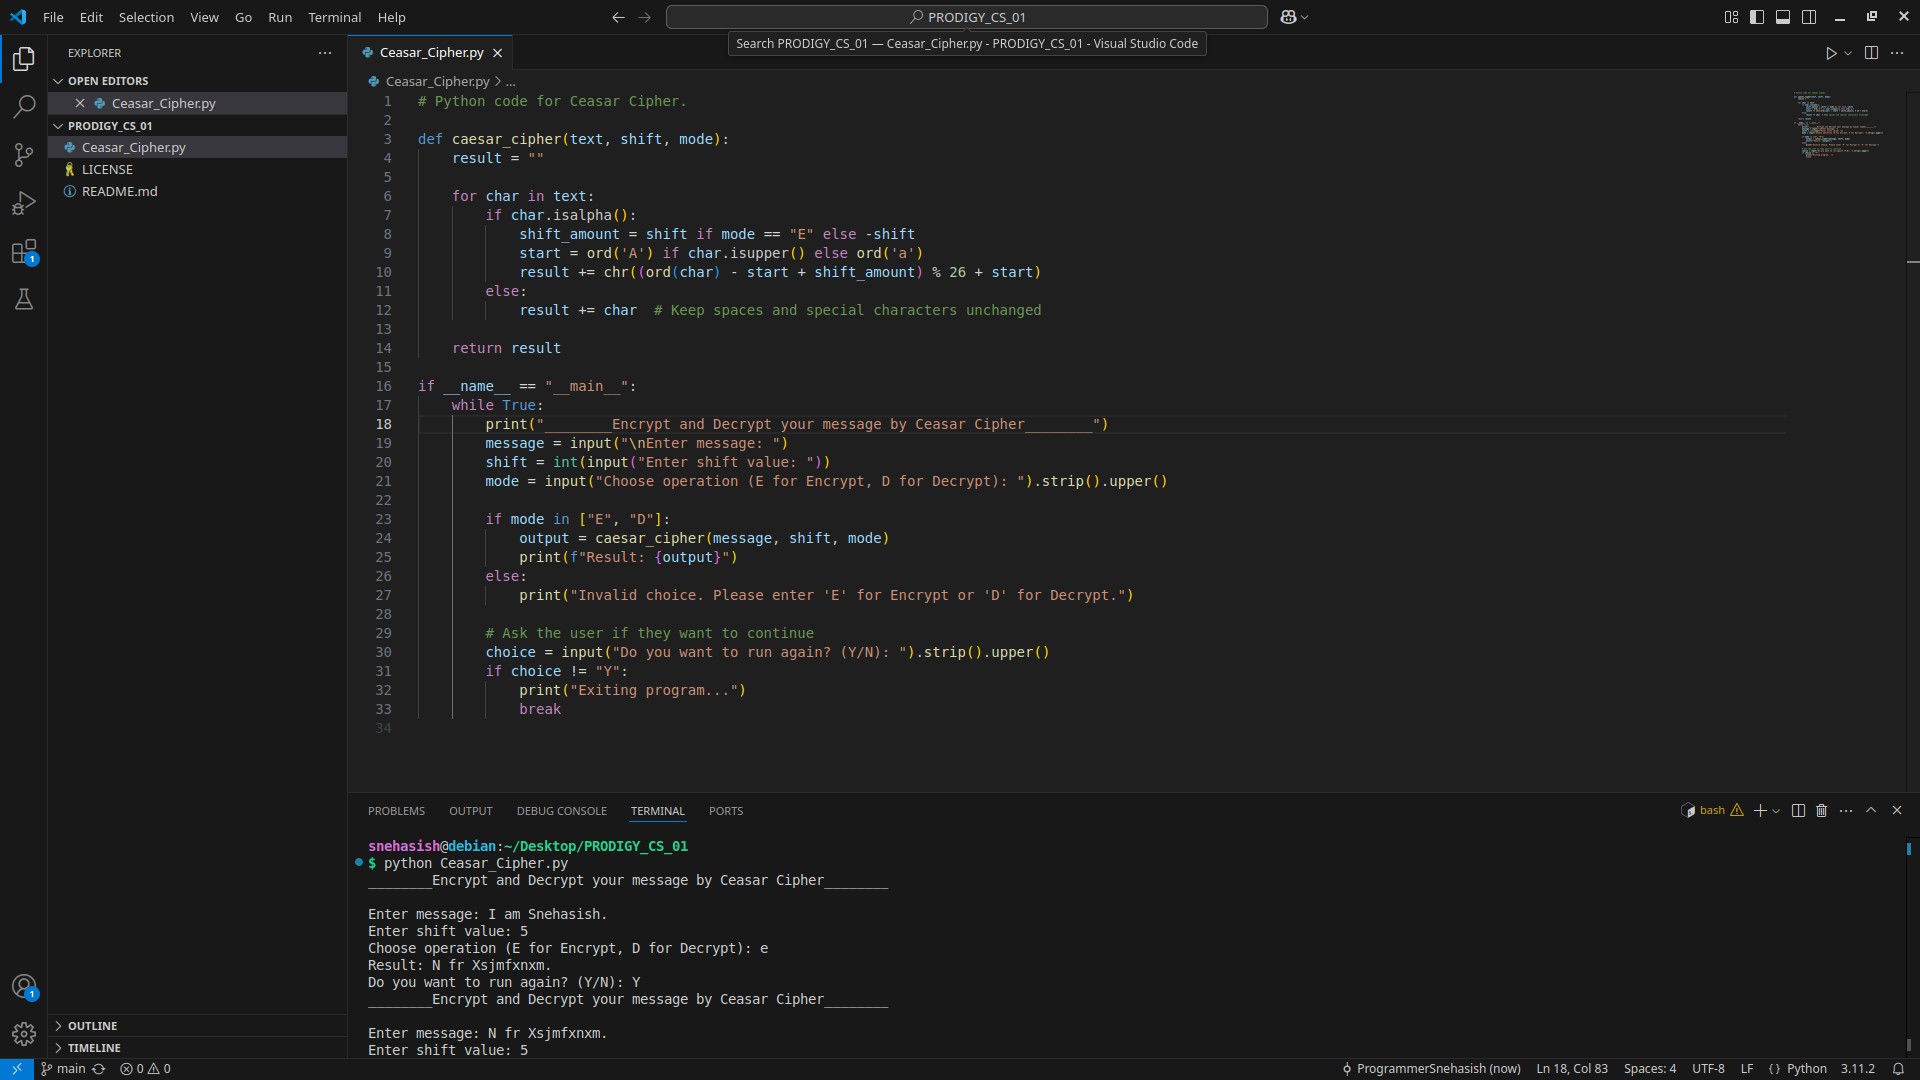 File Edit Selection View Go Run Terminal Help
PRODIGY_CS_01
Search PRODIGY_CS_01 — Ceasar_Cipher.py - PRODIGY_CS_01 - Visual Studio Code
EXPLORER
OPEN EDITORS
Ceasar_Cipher.py
PRODIGY_CS_01
Ceasar_Cipher.py
LICENSE
README.md
1
1
OUTLINE
TIMELINE
Ceasar_Cipher.py
Ceasar_Cipher.py > ...
1 # Python code for Ceasar Cipher.
2
3 def caesar_cipher(text, shift, mode):
4     result = ""
5
6     for char in text:
7         if char.isalpha():
8             shift_amount = shift if mode == "E" else -shift
9             start = ord('A') if char.isupper() else ord('a')
10             result += chr((ord(char) - start + shift_amount) % 26 + start)
11         else:
12             result += char  # Keep spaces and special characters unchanged
13
14     return result
15
16 if __name__ == "__main__":
17     while True:
18         print("________Encrypt and Decrypt your message by Ceasar Cipher________")
19         message = input("\nEnter message: ")
20         shift = int(input("Enter shift value: "))
21         mode = input("Choose operation (E for Encrypt, D for Decrypt): ").strip().upper()
22
23         if mode in ["E", "D"]:
24             output = caesar_cipher(message, shift, mode)
25             print(f"Result: {output}")
26         else:
27             print("Invalid choice. Please enter 'E' for Encrypt or 'D' for Decrypt.")
28
29         # Ask the user if they want to continue
30         choice = input("Do you want to run again? (Y/N): ").strip().upper()
31         if choice != "Y":
32             print("Exiting program...")
33             break
34
PROBLEMS OUTPUT DEBUG CONSOLE TERMINAL PORTS
bash
snehasish@debian:~/Desktop/PRODIGY_CS_01
$ python Ceasar_Cipher.py
________Encrypt and Decrypt your message by Ceasar Cipher________
Enter message: I am Snehasish.
Enter shift value: 5
Choose operation (E for Encrypt, D for Decrypt): e
Result: N fr Xsjmfxnxm.
Do you want to run again? (Y/N): Y
________Encrypt and Decrypt your message by Ceasar Cipher________
Enter message: N fr Xsjmfxnxm.
Enter shift value: 5
main 0 0 ProgrammerSnehasish (now) Ln 18, Col 83 Spaces: 4 UTF-8 LF {} Python 3.11.2